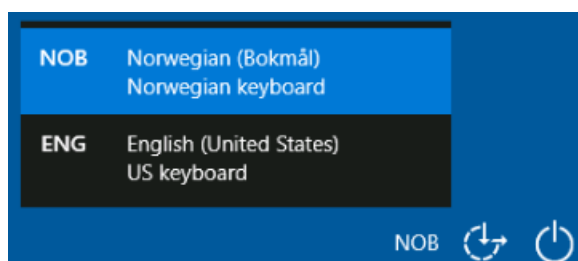 NOB Norwegian (Bokmål)
Norwegian keyboard
ENG English (United States)
US keyboard
NOB